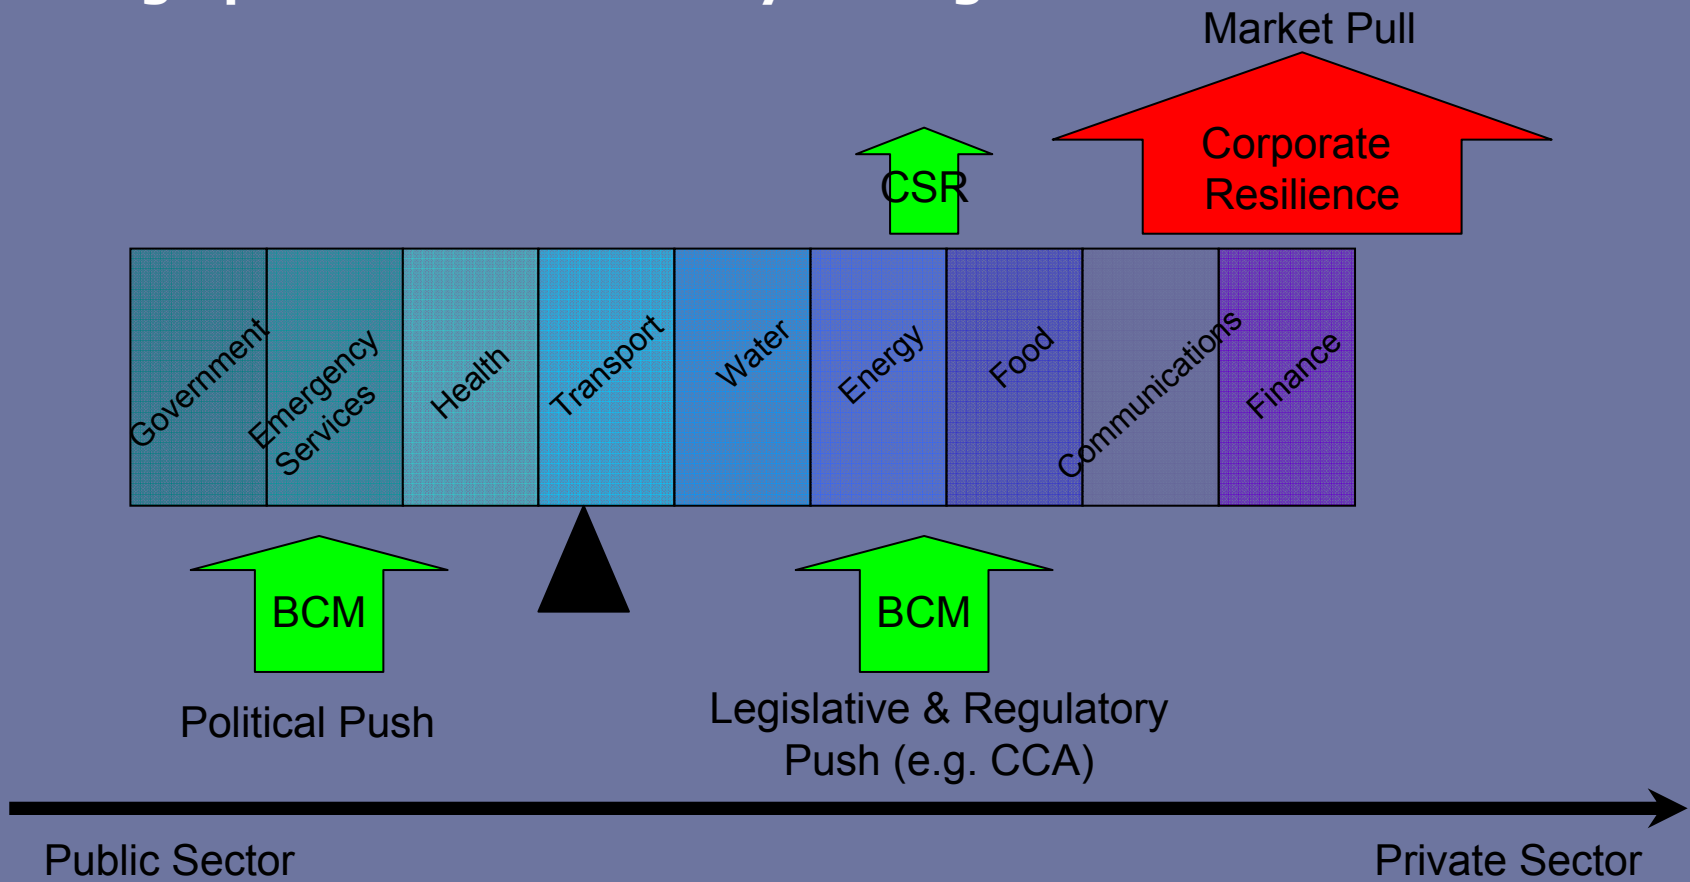 Market Pull
Corporate
Resilience
CSR
Government
Emergency
Services
Health
Transport
Water
Energy
Food
Communications
Finance
BCM
BCM
Political Push
Legislative & Regulatory
Push (e.g. CCA)
Public Sector
Private Sector